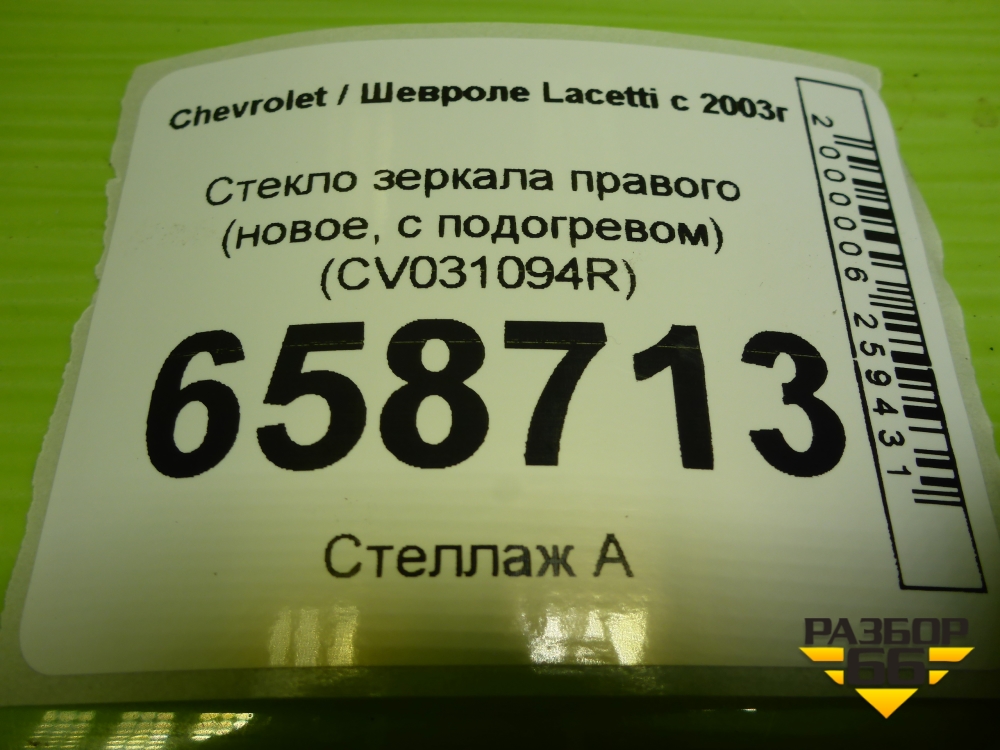 Chevrolet / Шевроле Lacetti с 2003г
Стекло зеркала правого
(новое, с подогревом)
(CV031094R)
658713
Стеллаж А
2000006259431
РАЗБОР
66